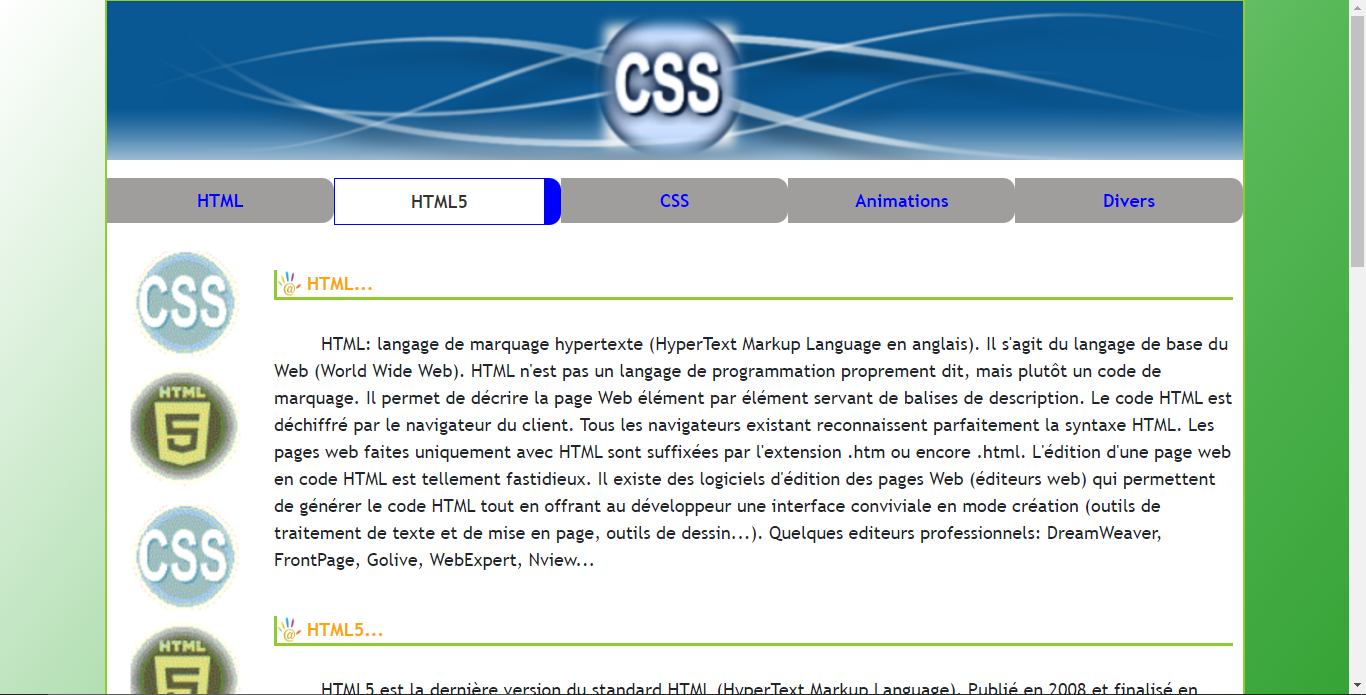 CSS
HTML
HTML5
CSS
Animations
Divers
CSS
HTML
5
CSS
HTML
5
HTML...
HTML: langage de marquage hypertexte (HyperText Markup Language en anglais). Il s'agit du langage de base du
Web (World Wide Web). HTML n'est pas un langage de programmation proprement dit, mais plutôt un code de
marquage. Il permet de décrire la page Web élément par élément servant de balises de description. Le code HTML est
déchiffré par le navigateur du client. Tous les navigateurs existant reconnaissent parfaitement la syntaxe HTML. Les
pages web faites uniquement avec HTML sont suffixées par l'extension .htm ou encore .html. L'édition d'une page web
en code HTML est tellement fastidieux. Il existe des logiciels d'édition des pages Web (éditeurs web) qui permettent
de générer le code HTML tout en offrant au développeur une interface conviviale en mode création (outils de
traitement de texte et de mise en page, outils de dessin...). Quelques editeurs professionnels: DreamWeaver,
FrontPage, Golive, WebExpert, Nview...
HTML5...
HTML5 est la dernière version du standard HTML (HyperText Markup Language). Publié en 2008 et finalisé en